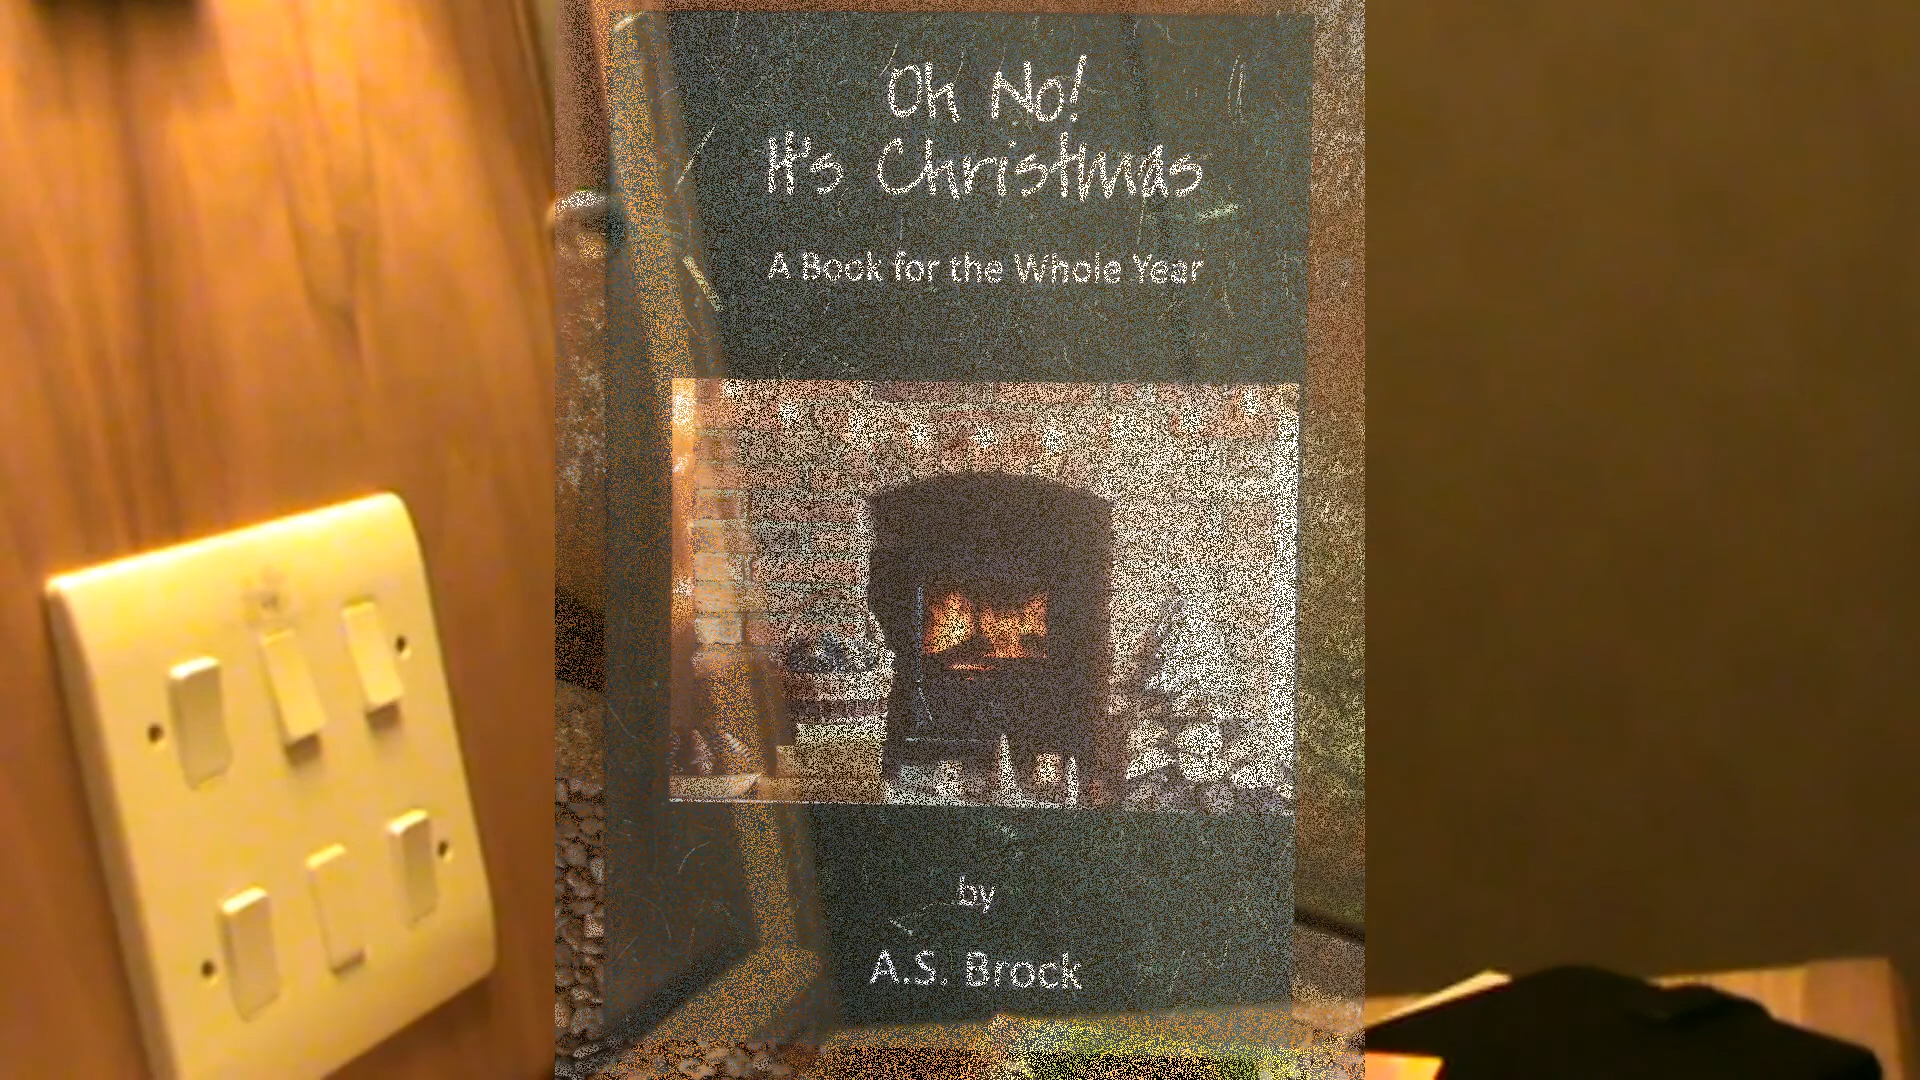 Oh No!
It's Christmas
A Book for the Whole Year
by
A.S. Brock